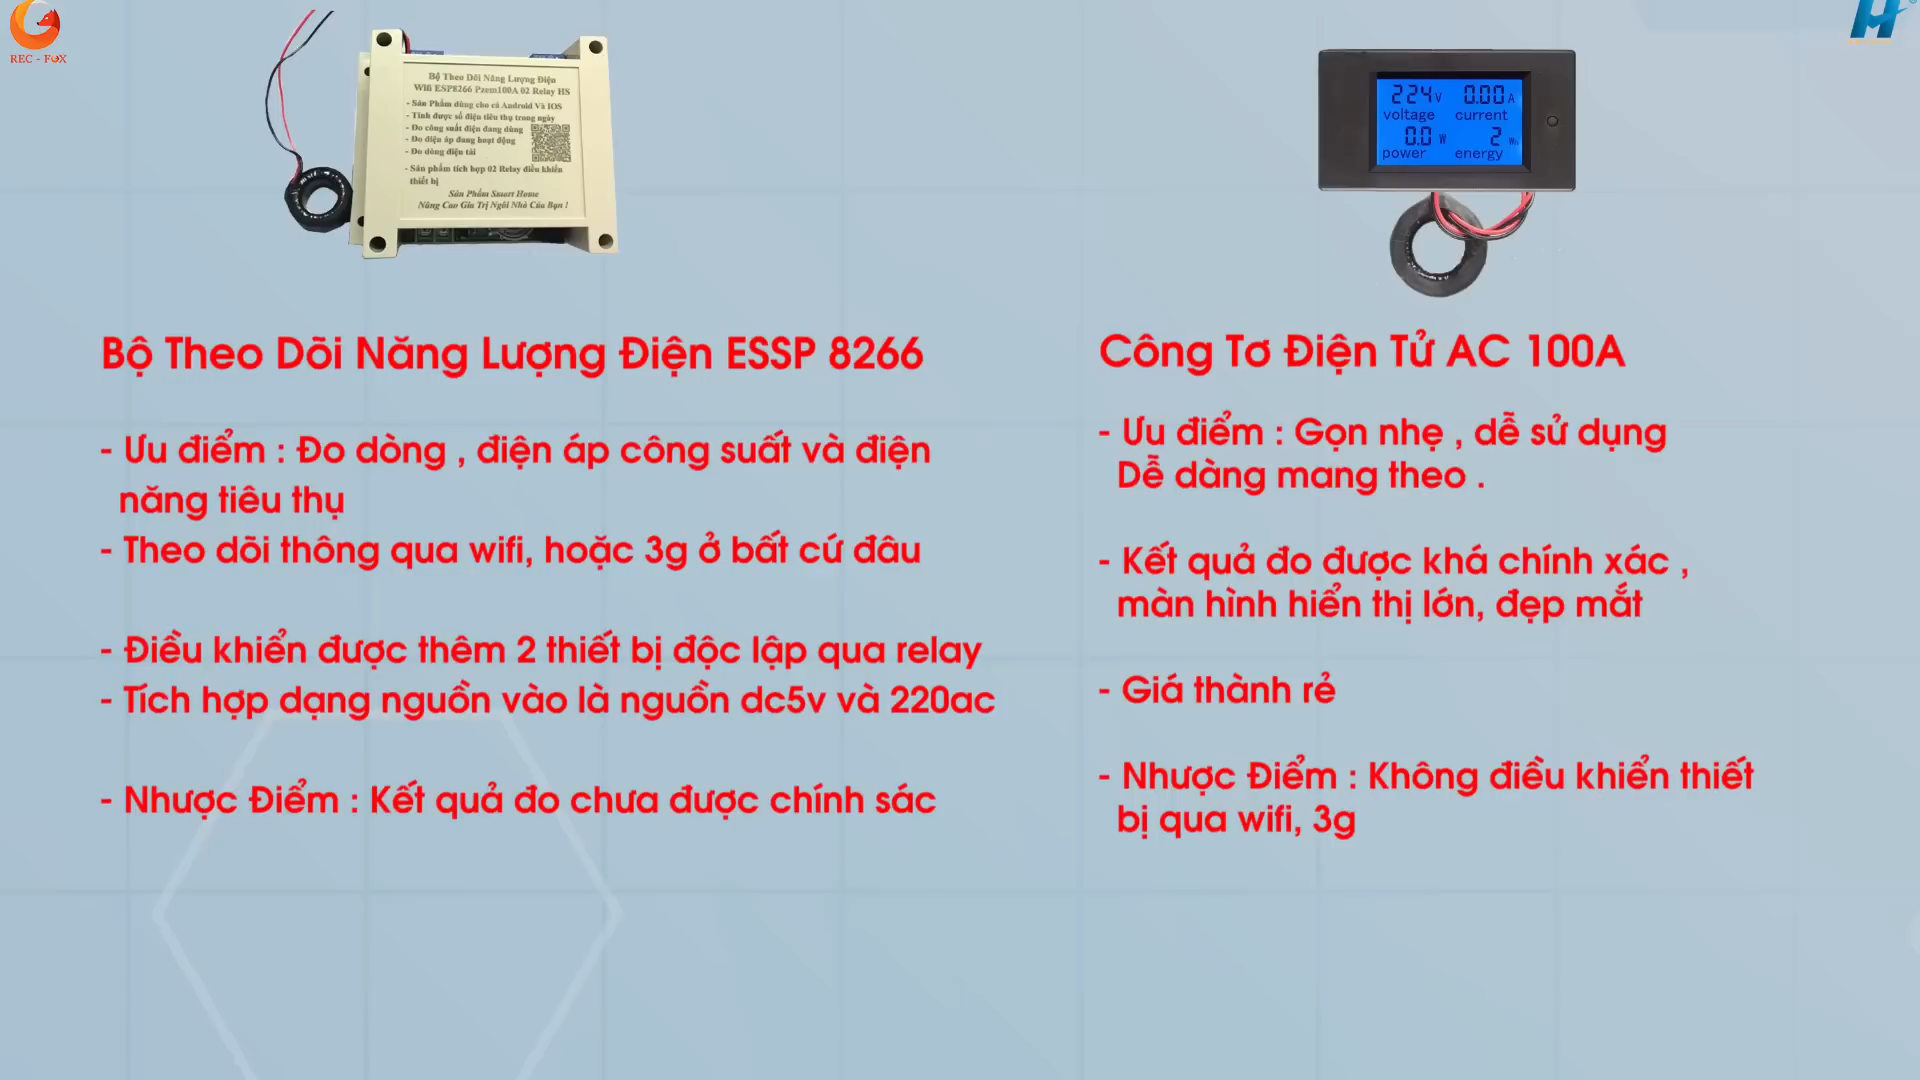 REC - FOX
Bộ Theo Dõi Năng Lượng Điện
Wifi ESP8266 Pzem100A 02 Relay HS
- Sản Phẩm dùng cho cả Android Và IOS
- Tính được số điện tiêu thụ trong ngày
- Đo công suất điện đang dùng
- Đo điện áp đang hoạt động
- Đo dòng điện tải
- Sản phẩm tích hợp 02 Relay điều khiển
thiết bị
Sản Phẩm Smart Home
Nâng Cao Gía Trị Ngôi Nhà Của Bạn !
224V 0.00A
voltage current
0.0 W 2 Wh
power energy
Bộ Theo Dõi Năng Lượng Điện ESSP 8266
- Ưu điểm : Đo dòng , điện áp công suất và điện
năng tiêu thụ
- Theo dõi thông qua wifi, hoặc 3g ở bất cứ đâu
- Điều khiển được thêm 2 thiết bị độc lập qua relay
- Tích hợp dạng nguồn vào là nguồn dc5v và 220ac
- Nhược Điểm : Kết quả đo chưa được chính sác
Công Tơ Điện Tử AC 100A
- Ưu điểm : Gọn nhẹ , dễ sử dụng
Dễ dàng mang theo .
- Kết quả đo được khá chính xác ,
màn hình hiển thị lớn, đẹp mắt
- Giá thành rẻ
- Nhược Điểm : Không điều khiển thiết
bị qua wifi, 3g